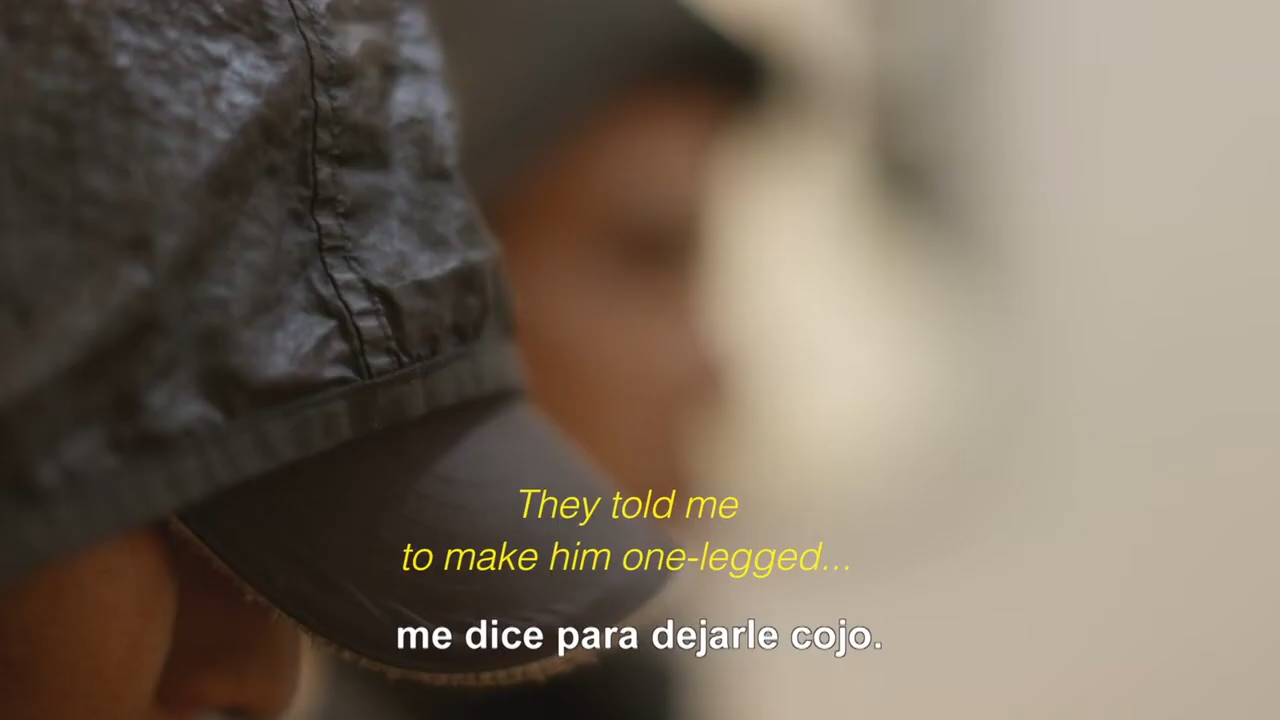 They told me
to make him one-legged...
me dice para dejarle cojo.